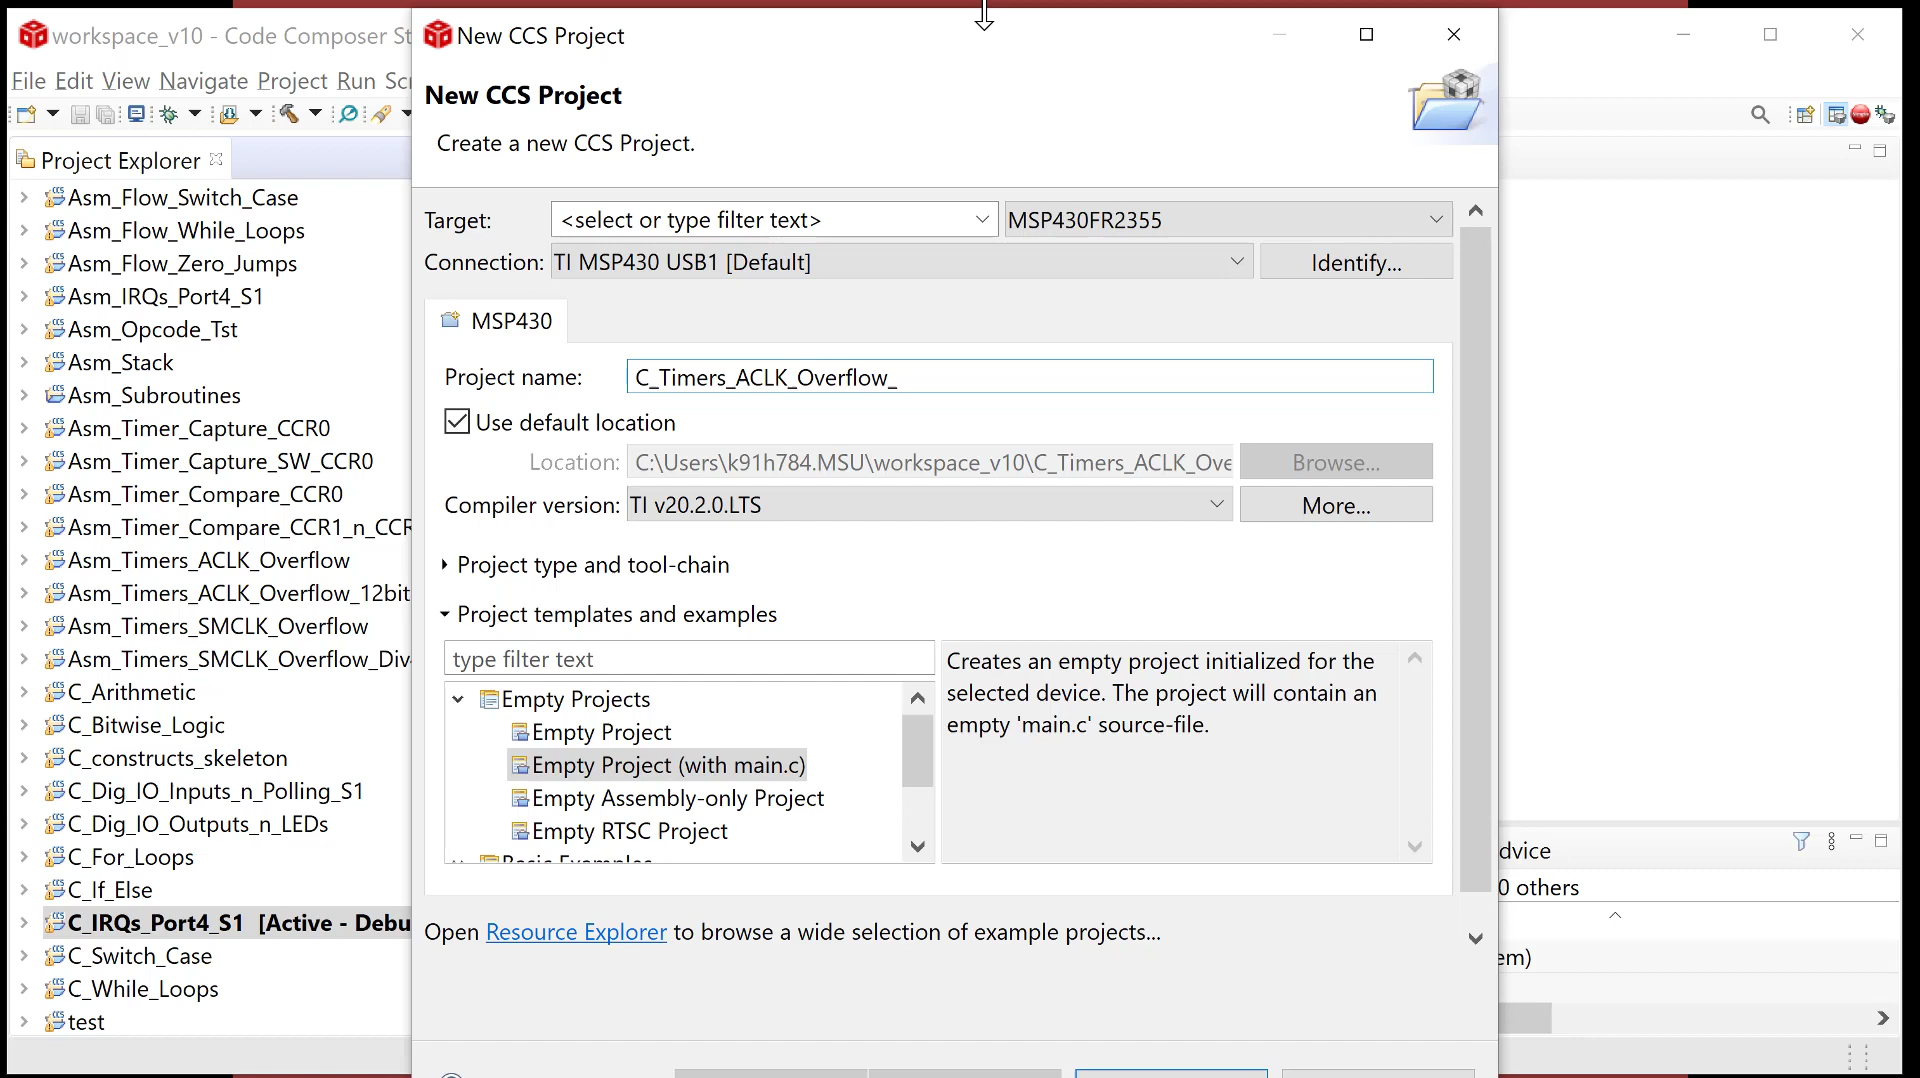 workspace_v10 - Code Composer St
File Edit View Navigate Project Run Scr
Project Explorer
Asm_Flow_Switch_Case
Asm_Flow_While_Loops
Asm_Flow_Zero_Jumps
Asm_IRQs_Port4_S1
Asm_Opcode_Tst
Asm_Stack
Asm_Subroutines
Asm_Timer_Capture_CCR0
Asm_Timer_Capture_SW_CCR0
Asm_Timer_Compare_CCR0
Asm_Timer_Compare_CCR1_n_CCR
Asm_Timers_ACLK_Overflow
Asm_Timers_ACLK_Overflow_12bit
Asm_Timers_SMCLK_Overflow
Asm_Timers_SMCLK_Overflow_Div
C_Arithmetic
C_Bitwise_Logic
C_constructs_skeleton
C_Dig_IO_Inputs_n_Polling_S1
C_Dig_IO_Outputs_n_LEDs
C_For_Loops
C_If_Else
C_IRQs_Port4_S1 [Active - Debu
C_Switch_Case
C_While_Loops
test
New CCS Project
New CCS Project
Create a new CCS Project.
Target: <select or type filter text> MSP430FR2355
Connection: TI MSP430 USB1 [Default] Identify...
MSP430
Project name: C_Timers_ACLK_Overflow_
Use default location
Location: C:\Users\k91h784.MSU\workspace_v10\C_Timers_ACLK_Ove Browse...
Compiler version: TI v20.2.0.LTS More...
Project type and tool-chain
Project templates and examples
type filter text
Empty Projects
Empty Project
Empty Project (with main.c)
Empty Assembly-only Project
Empty RTSC Project
Basic Examples
Creates an empty project initialized for the
selected device. The project will contain an
empty 'main.c' source-file.
Open Resource Explorer to browse a wide selection of example projects...
dvice
0 others
em)